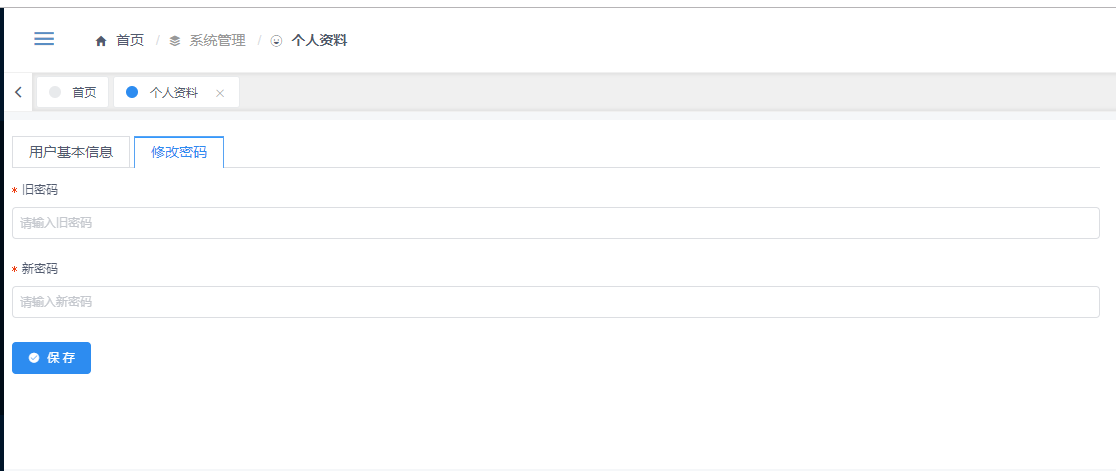 首页 / 系统管理 / 个人资料
首页 个人资料 ×
用户基本信息 修改密码
* 旧密码
请输入旧密码
* 新密码
请输入新密码
保存